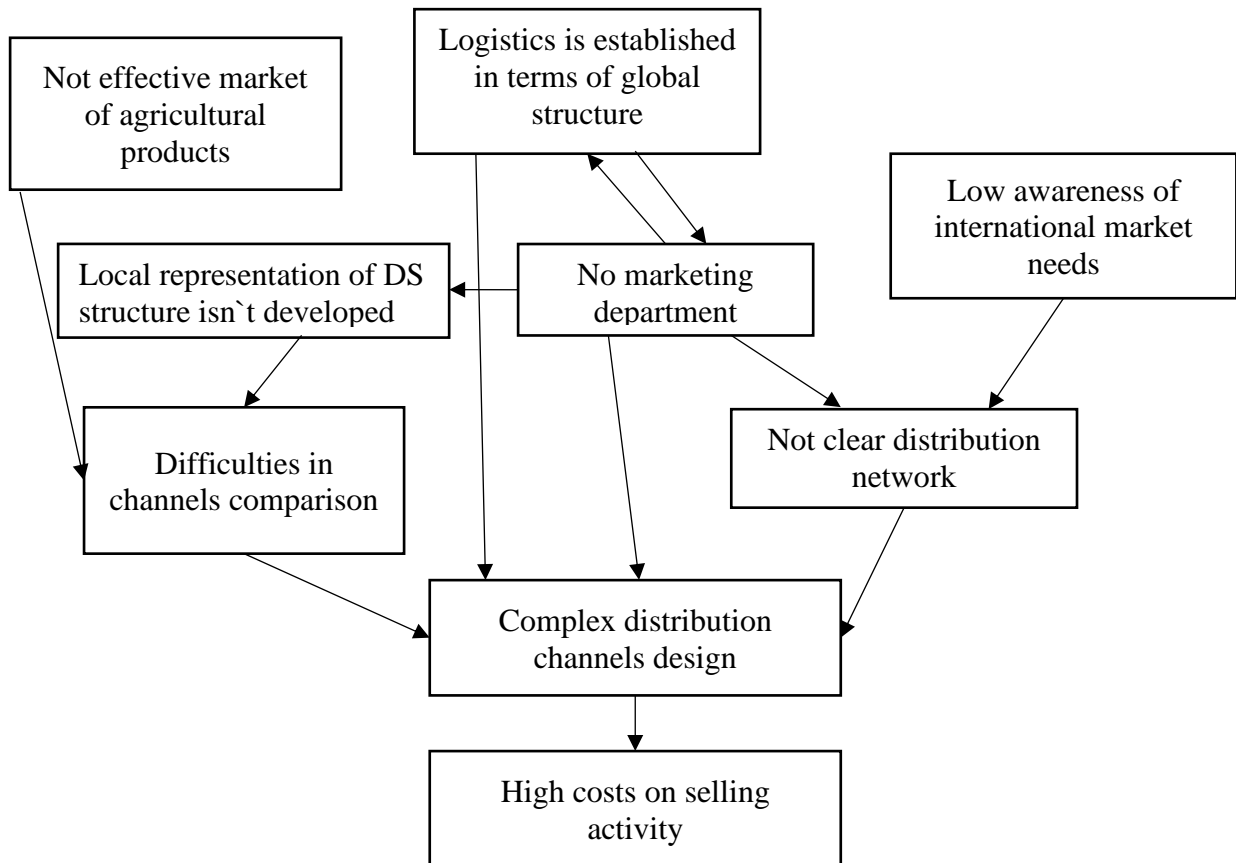 Logistics is established
in terms of global
structure
Not effective market
of agricultural
products
Low awareness of
international market
needs
Local representation of DS
structure isn`t developed
No marketing
department
Difficulties in
channels comparison
Not clear distribution
network
Complex distribution
channels design
High costs on selling
activity